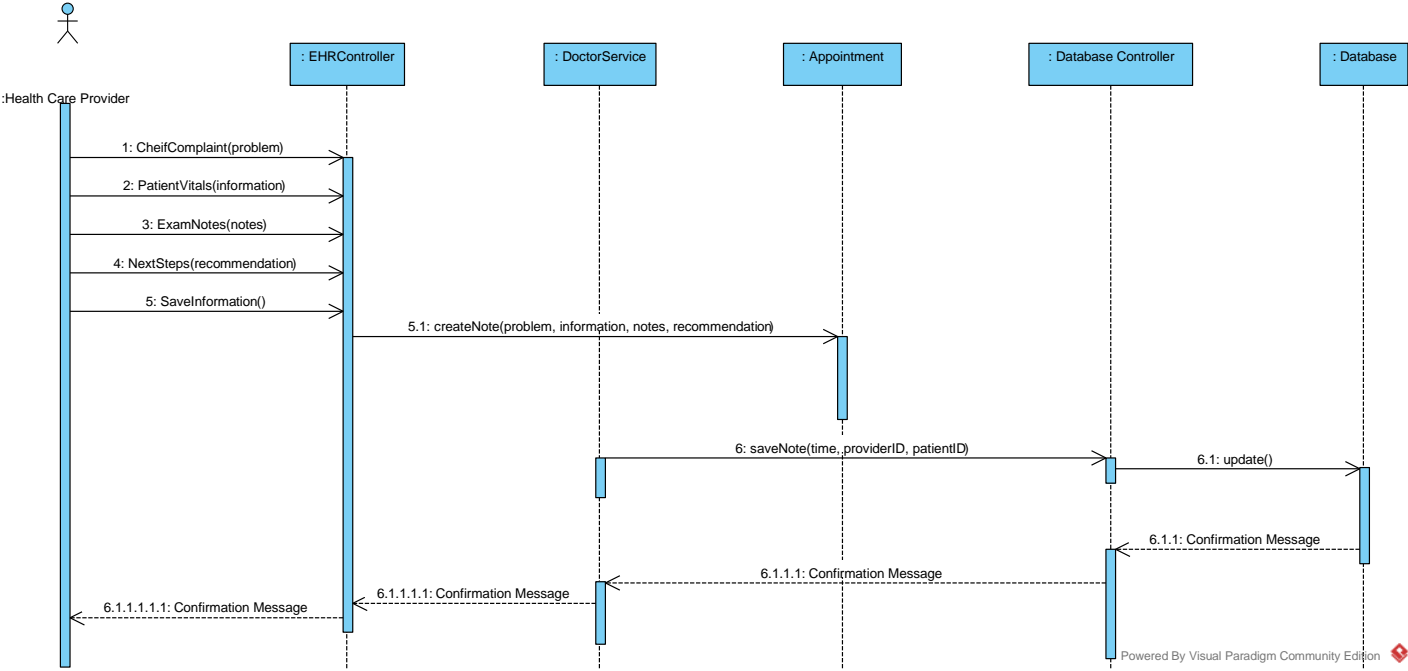 : EHRController
: DoctorService
: Appointment
: Database Controller
: Database
:Health Care Provider
1: CheifComplaint(problem)
2: PatientVitals(information)
3: ExamNotes(notes)
4: NextSteps(recommendation)
5: SaveInformation()
5.1: createNote(problem, information, notes, recommendation)
6: saveNote(time, providerID, patientID)
6.1: update()
6.1.1: Confirmation Message
6.1.1.1: Confirmation Message
6.1.1.1.1: Confirmation Message
6.1.1.1.1.1: Confirmation Message
Powered By Visual Paradigm Community Edition